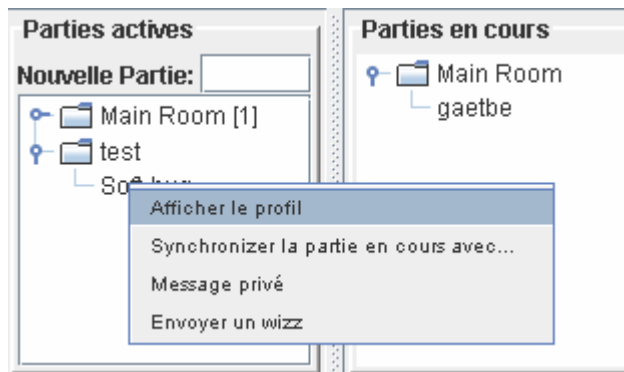 Parties actives
Nouvelle Partie:
Main Room [1]
test
Afficher le profil
Synchronizer la partie en cours avec...
Message privé
Envoyer un wizz
Parties en cours
Main Room
gaetbe